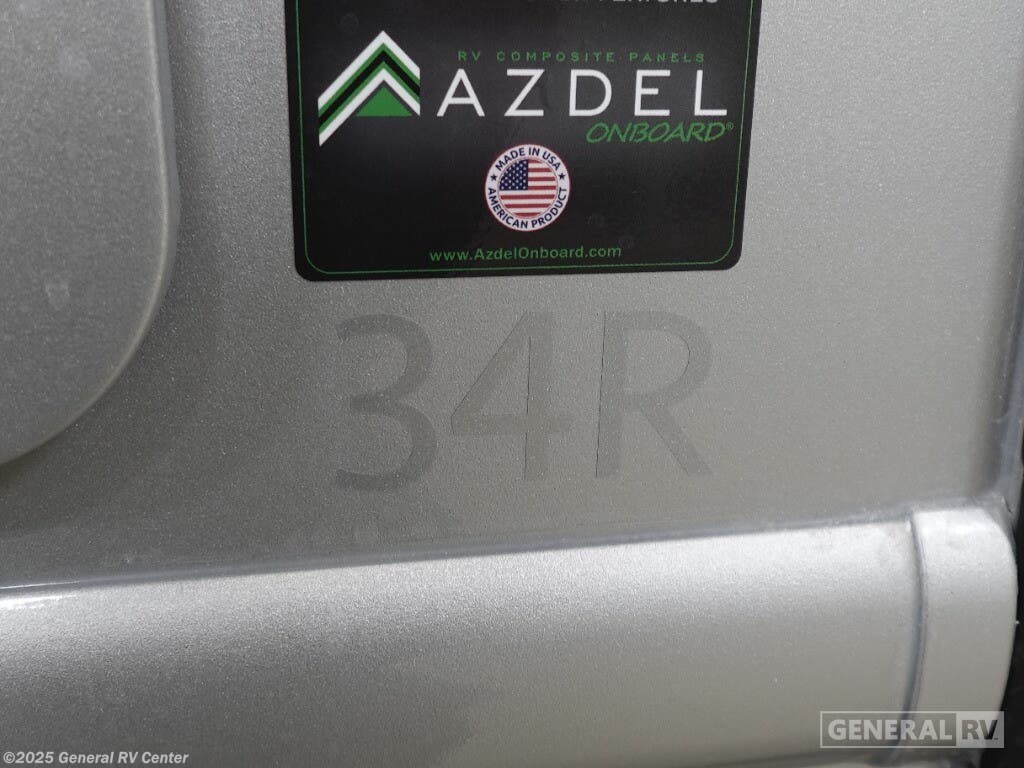 RV COMPOSITE PANELS
AZDEL
ONBOARD®
MADE IN USA
AMERICAN PRODUCT
www.AzdelOnboard.com
34R
GENERAL RV
©2025 General RV Center